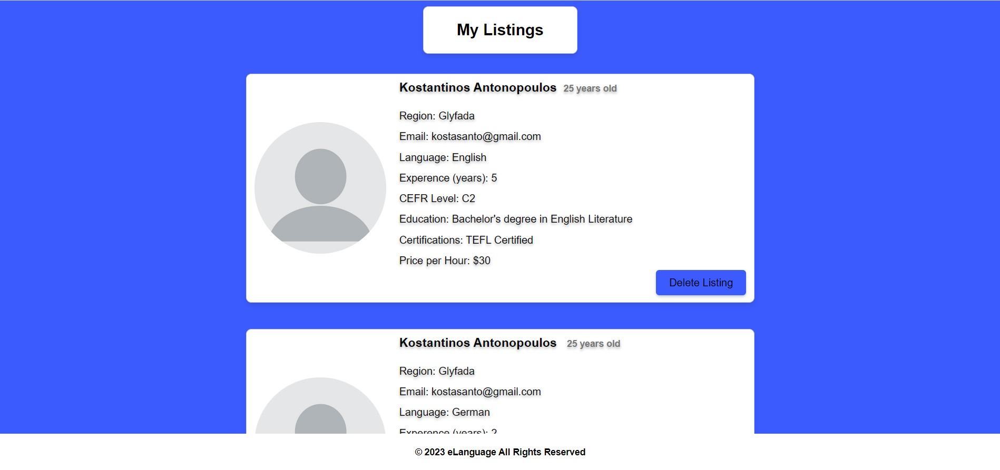 My Listings
Kostantinos Antonopoulos 25 years old
Region: Glyfada
Email: kostasanto@gmail.com
Language: English
Experence (years): 5
CEFR Level: C2
Education: Bachelor's degree in English Literature
Certifications: TEFL Certified
Price per Hour: $30
Delete Listing
Kostantinos Antonopoulos 25 years old
Region: Glyfada
Email: kostasanto@gmail.com
Language: German
Experence (years): 2
© 2023 eLanguage All Rights Reserved